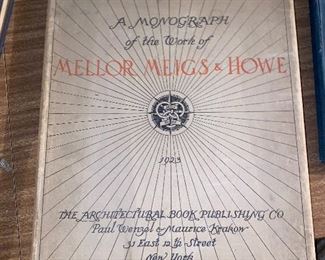 A MONOGRAPH
of the Work of
MELLOR MEIGS & HOWE
1923
THE ARCHITECTURAL BOOK PUBLISHING CO
Paul Wenzel & Maurice Krakow
31 East 12th Street
New York